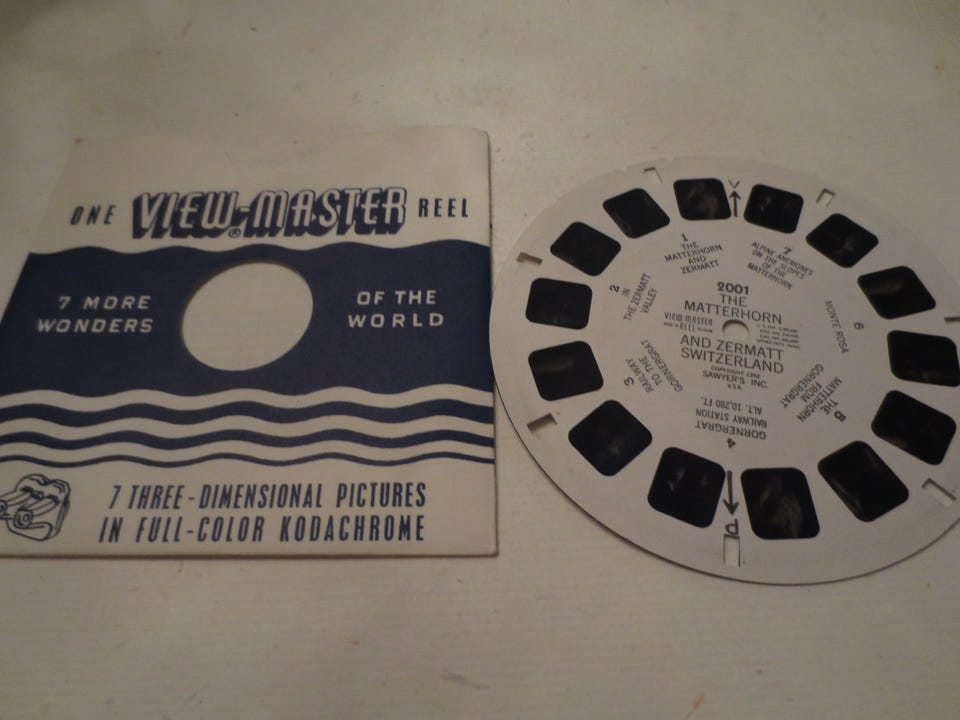 ONE VIEW-MASTER® REEL
7 MORE
WONDERS
OF THE
WORLD
7 THREE-DIMENSIONAL PICTURES
IN FULL-COLOR KODACHROME
2001
THE
MATTERHORN
VIEW-MASTER
REEL
AND ZERMATT
SWITZERLAND
COPYRIGHT 1952
SAWYER'S INC.
U.S.A.
1
THE
MATTERHORN
AND
ZERMATT
2
IN
THE ZERMATT
VALLEY
3
RAILWAY
TO THE
GORNERGRAT
4
GORNERGRAT
RAILWAY STATION
ALT. 10,280 FT.
THE
MATTERHORN
FROM
GORNERGRAT
6
MONTE ROSA
7
ALPINE ANEMONES
ON THE SLOPES
OF THE
MATTERHORN